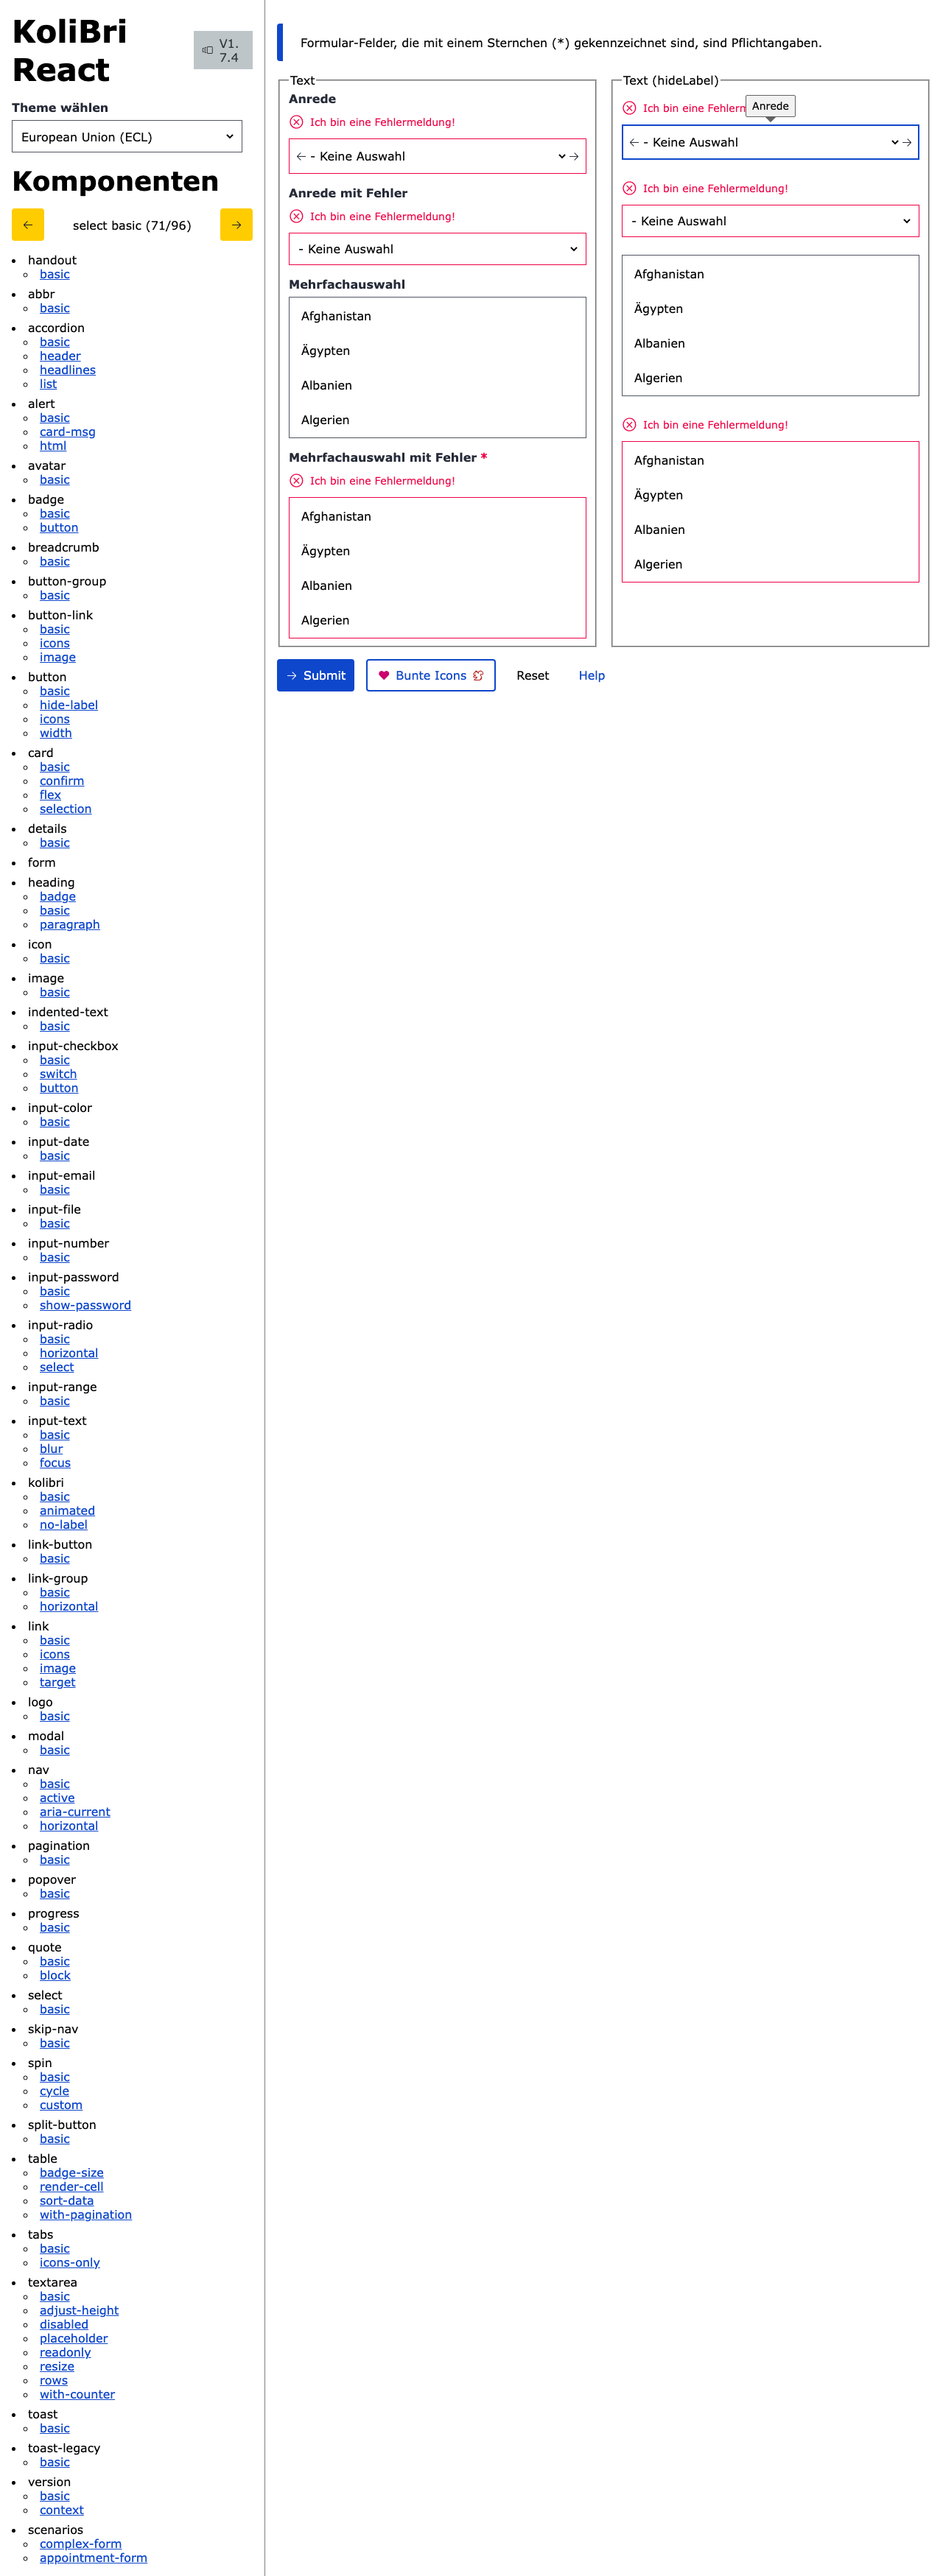 KoliBri
React
V1.
7.4
Theme wählen
European Union (ECL)
Komponenten
← select basic (71/96) →
handout
basic
abbr
basic
accordion
basic
header
headlines
list
alert
basic
card-msg
html
avatar
basic
badge
basic
button
breadcrumb
basic
button-group
basic
button-link
basic
icons
image
button
basic
hide-label
icons
width
card
basic
confirm
flex
selection
details
basic
form
heading
badge
basic
paragraph
icon
basic
image
basic
indented-text
basic
input-checkbox
basic
switch
button
input-color
basic
input-date
basic
input-email
basic
input-file
basic
input-number
basic
input-password
basic
show-password
input-radio
basic
horizontal
select
input-range
basic
input-text
basic
blur
focus
kolibri
basic
animated
no-label
link-button
basic
link-group
basic
horizontal
link
basic
icons
image
target
logo
basic
modal
basic
nav
basic
active
aria-current
horizontal
pagination
basic
popover
basic
progress
basic
quote
basic
block
select
basic
skip-nav
basic
spin
basic
cycle
custom
split-button
basic
table
badge-size
render-cell
sort-data
with-pagination
tabs
basic
icons-only
textarea
basic
adjust-height
disabled
placeholder
readonly
resize
rows
with-counter
toast
basic
toast-legacy
basic
version
basic
context
scenarios
complex-form
appointment-form
Formular-Felder, die mit einem Sternchen (*) gekennzeichnet sind, sind Pflichtangaben.
Text
Anrede
Ich bin eine Fehlermeldung!
← - Keine Auswahl →
Anrede mit Fehler
Ich bin eine Fehlermeldung!
- Keine Auswahl
Mehrfachauswahl
Afghanistan
Ägypten
Albanien
Algerien
Mehrfachauswahl mit Fehler *
Ich bin eine Fehlermeldung!
Afghanistan
Ägypten
Albanien
Algerien
Text (hideLabel)
Ich bin eine Fehlerm
Anrede
← - Keine Auswahl →
Ich bin eine Fehlermeldung!
- Keine Auswahl
Afghanistan
Ägypten
Albanien
Algerien
Ich bin eine Fehlermeldung!
Afghanistan
Ägypten
Albanien
Algerien
→ Submit
Bunte Icons
Reset
Help